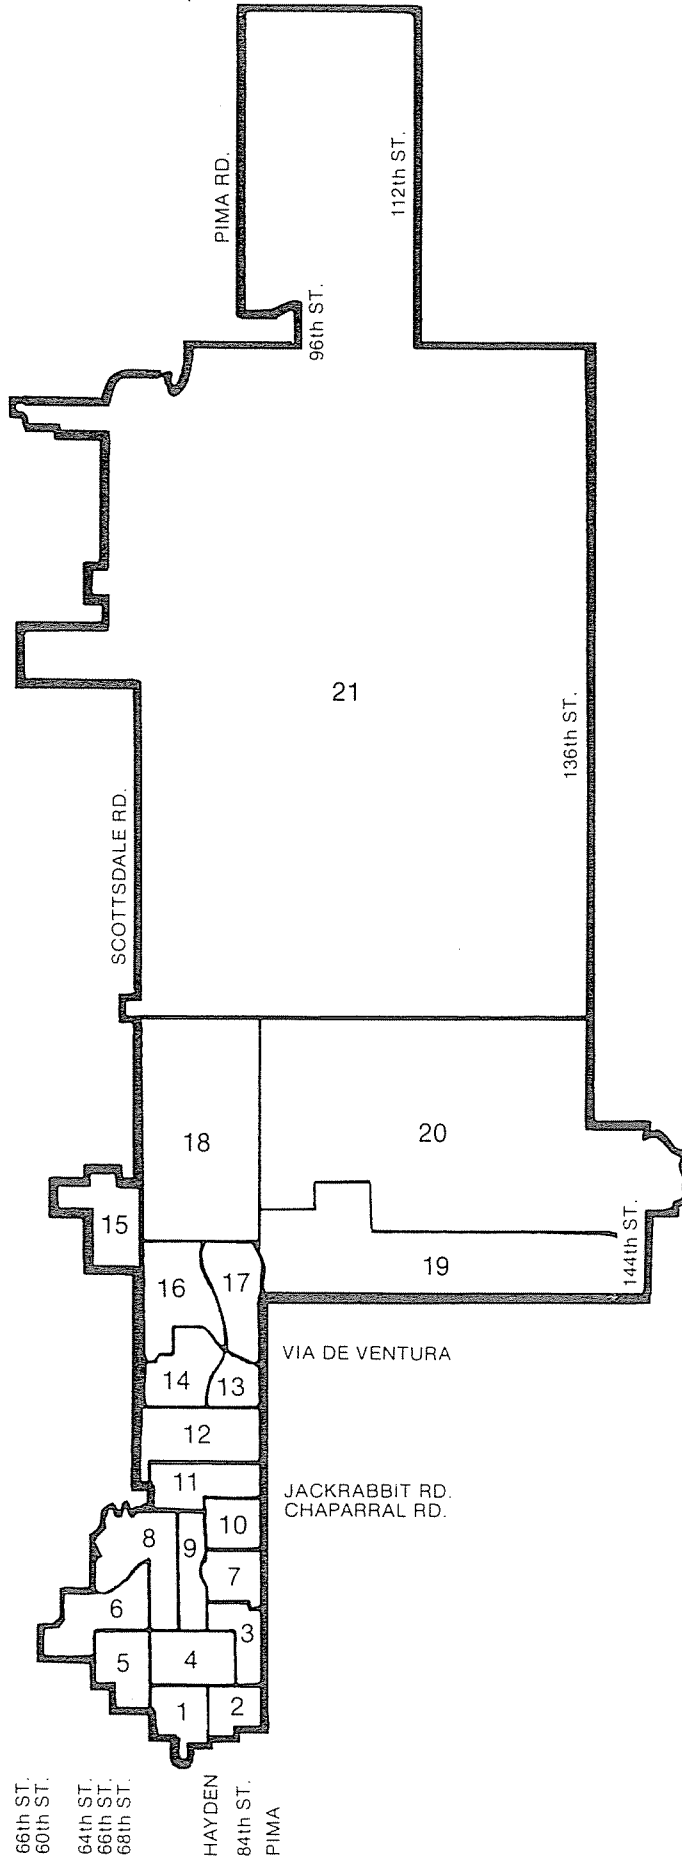 PIMA RD.
112th ST.
96th ST.
21
136th ST.
SCOTTSDALE RD.
18
20
15
144th ST.
19
16
17
VIA DE VENTURA
14
13
12
11
JACKRABBIT RD.
CHAPARRAL RD.
10
8
9
7
6
3
5
4
1
2
66th ST.
60th ST.
64th ST.
66th ST.
68th ST.
HAYDEN
84th ST.
PIMA